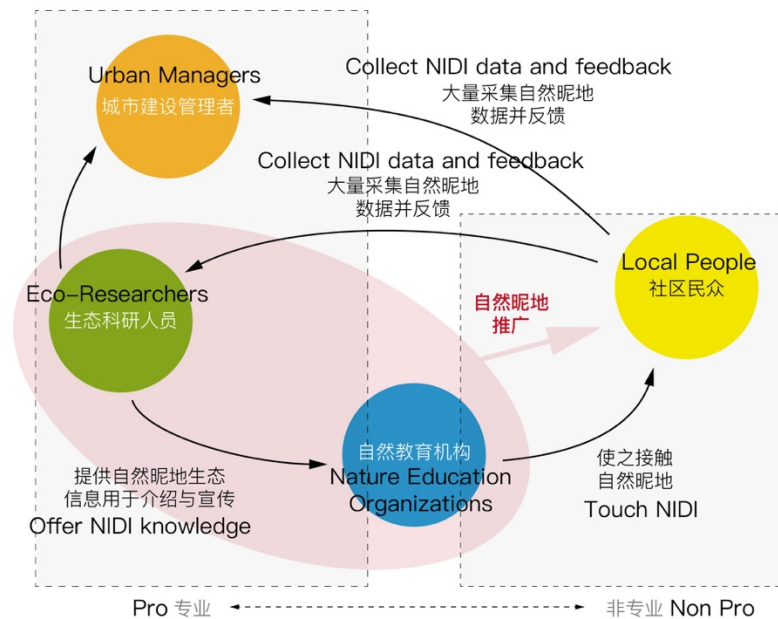 Urban Managers
城市建设管理者
Collect NIDI data and feedback
大量采集自然昵地
数据并反馈
Collect NIDI data and feedback
大量采集自然昵地
数据并反馈
Local People
社区民众
Eco-Researchers
生态科研人员
自然昵地
推广
自然教育机构
Nature Education
Organizations
提供自然昵地生态
信息用于介绍与宣传
Offer NIDI knowledge
使之接触
自然昵地
Touch NIDI
Pro 专业
非专业 Non Pro